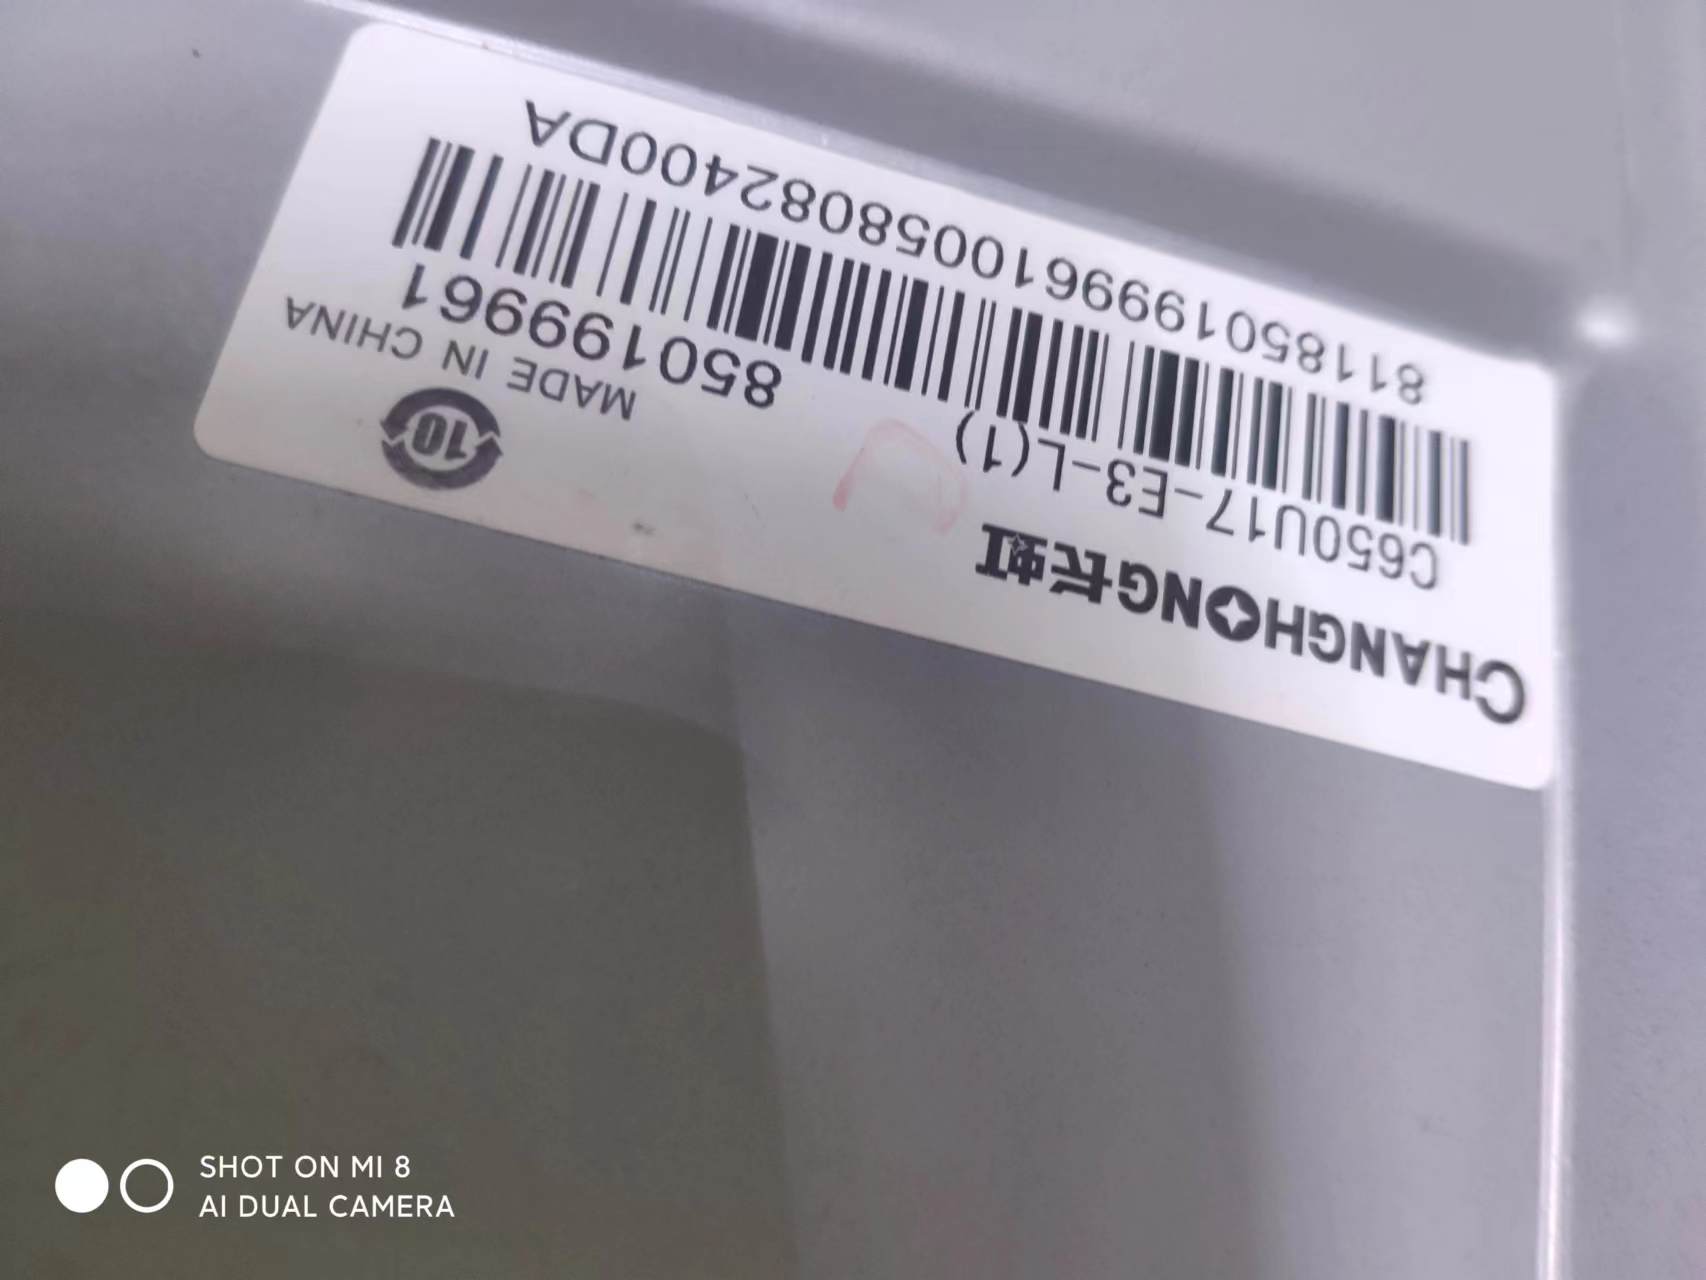 CHANGHONG长虹
C650U17-E3-L(1)
10
MADE IN CHINA
850199961
8118501999610058082400DA
SHOT ON MI 8
AI DUAL CAMERA